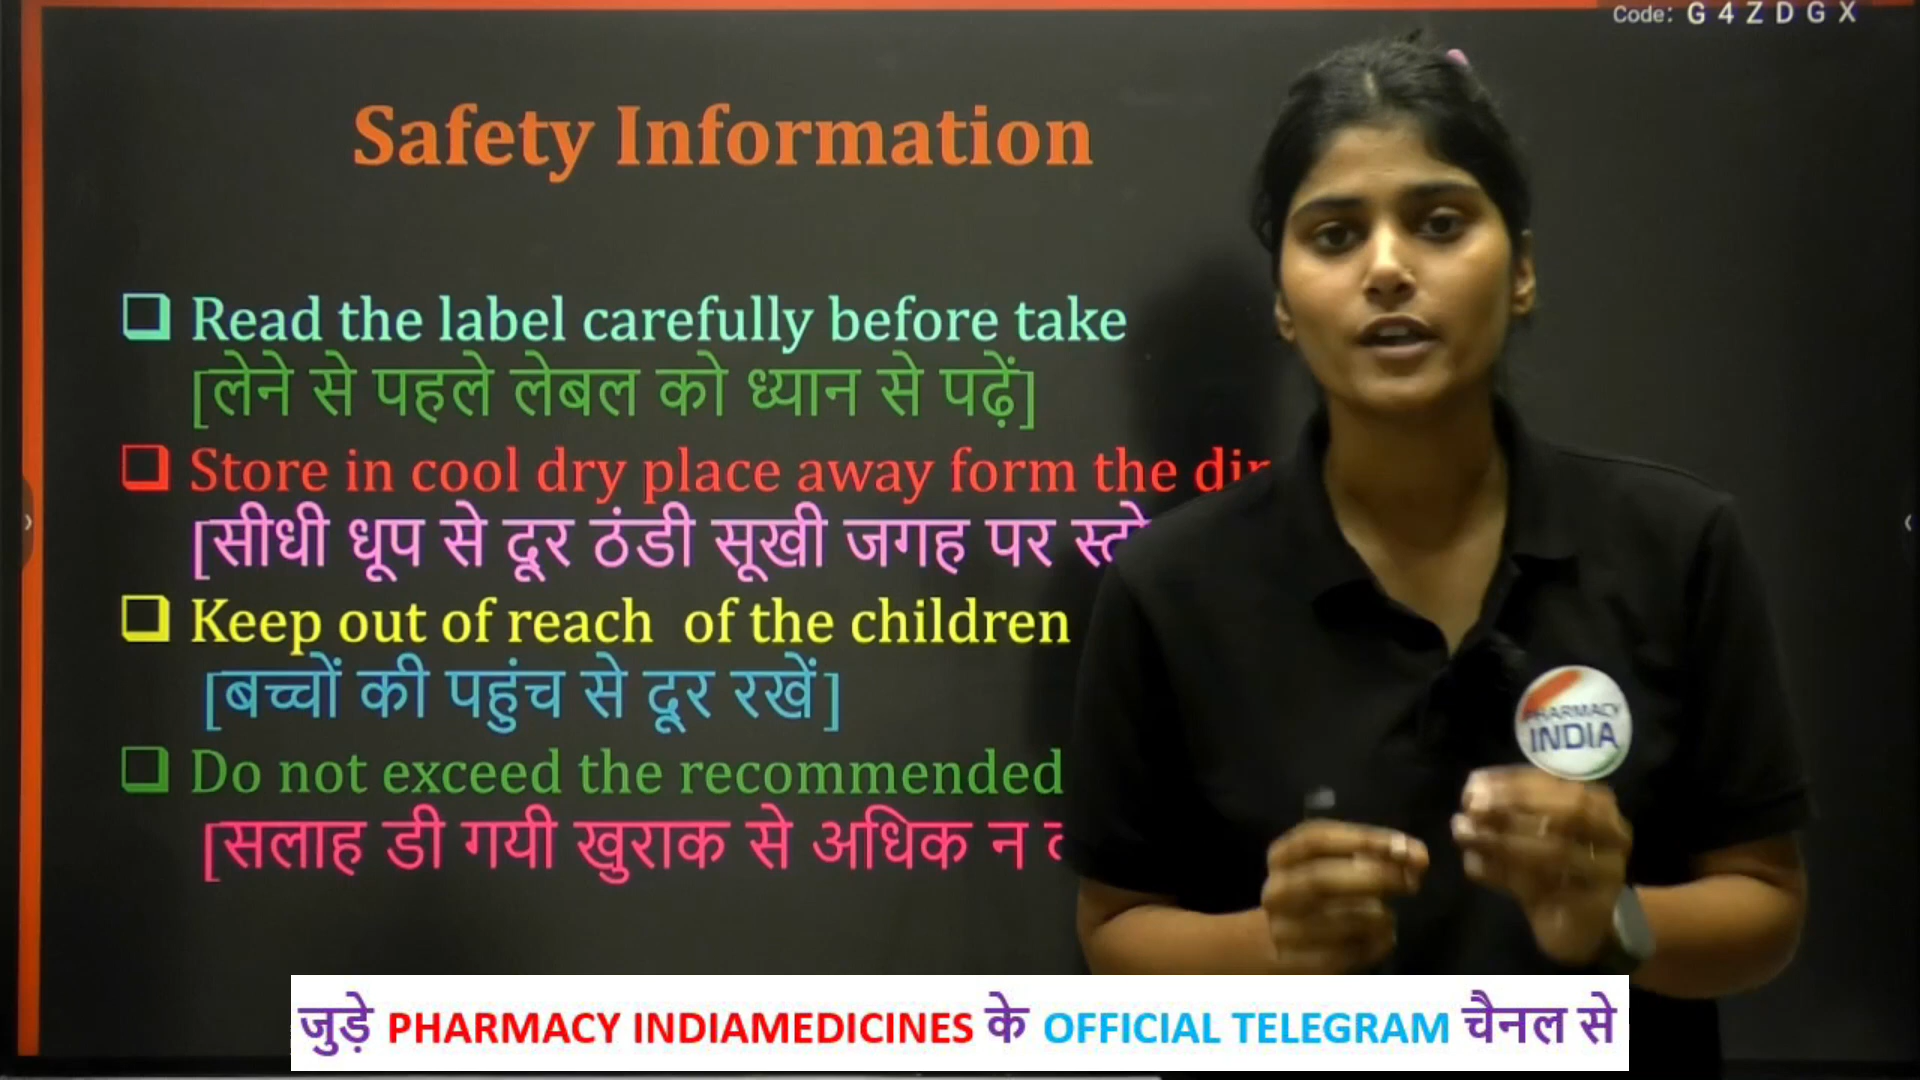 Code: G 4 Z D G X
Safety Information
Read the label carefully before take
[लेने से पहले लेबल को ध्यान से पढ़ें]
Store in cool dry place away form the
[सीधी धूप से दूर ठंडी सूखी जगह पर
Keep out of reach of the children
[बच्चों की पहुंच से दूर रखें]
Do not exceed the recommended
[सलाह डी गयी खुराक से अधिक न
PHARMACY
INDIA
जुड़े PHARMACY INDIAMEDICINES के OFFICIAL TELEGRAM चैनल से